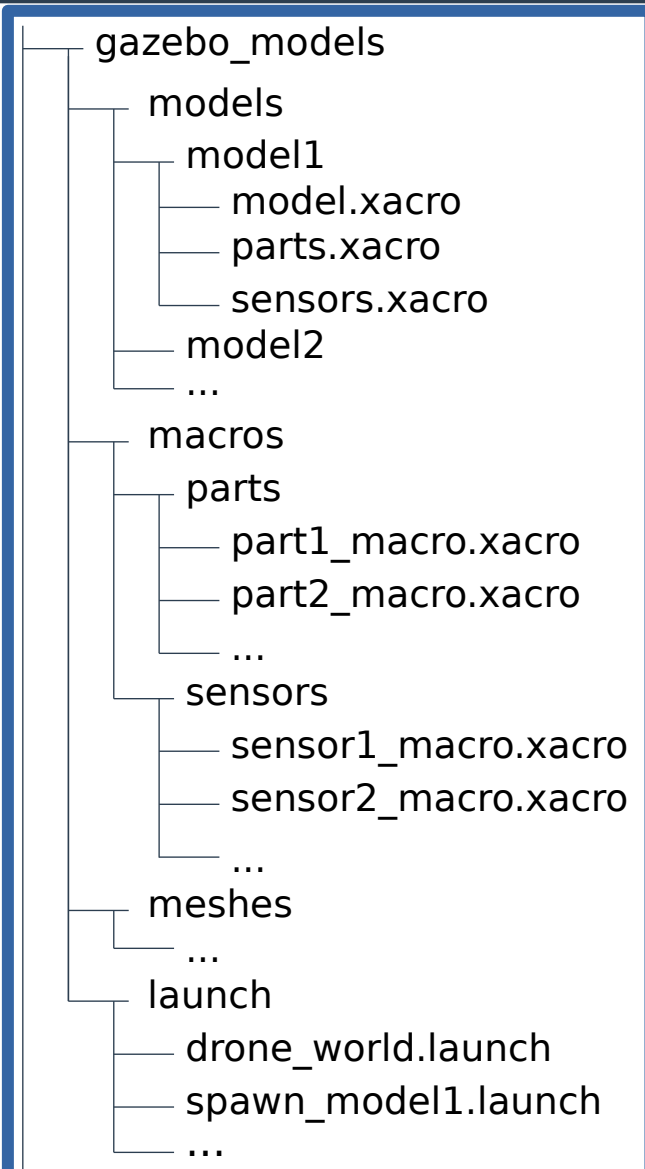 gazebo_models
models
model1
model.xacro
parts.xacro
sensors.xacro
model2
...
macros
parts
part1_macro.xacro
part2_macro.xacro
...
sensors
sensor1_macro.xacro
sensor2_macro.xacro
...
meshes
...
launch
drone_world.launch
spawn_model1.launch
...